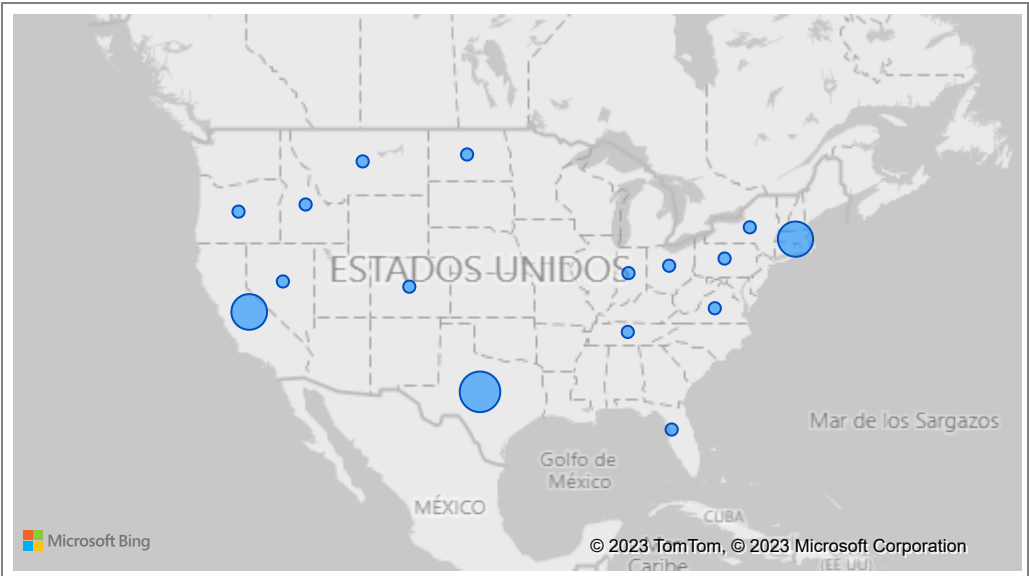 ESTADOS UNIDOS
Mar de los Sargazos
Golfo de
México
MÉXICO
CUBA
Microsoft Bing
© 2023 TomTom, © 2023 Microsoft Corporation
Caribe
(EE UU)